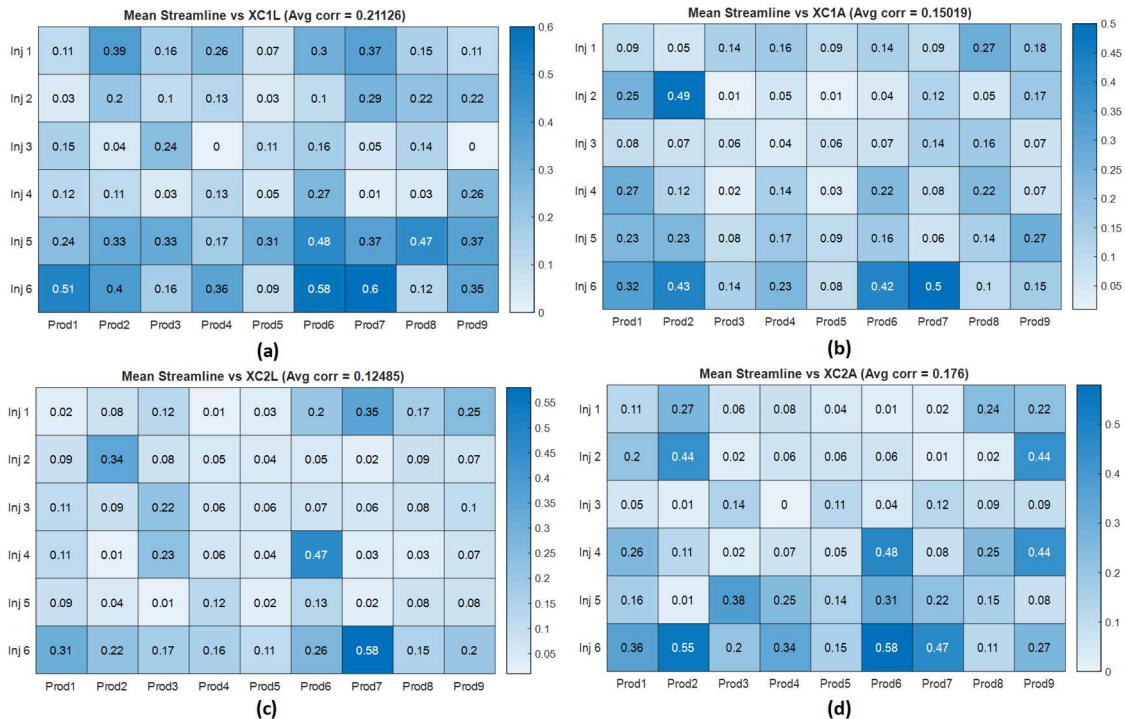 Mean Streamline vs XC1L (Avg corr = 0.21126)
Inj 1 0.11 0.39 0.16 0.26 0.07 0.3 0.37 0.15 0.11
Inj 2 0.03 0.2 0.1 0.13 0.03 0.1 0.29 0.22 0.22
Inj 3 0.15 0.04 0.24 0 0.11 0.16 0.05 0.14 0
Inj 4 0.12 0.11 0.03 0.13 0.05 0.27 0.01 0.03 0.26
Inj 5 0.24 0.33 0.33 0.17 0.31 0.48 0.37 0.47 0.37
Inj 6 0.51 0.4 0.16 0.36 0.09 0.58 0.6 0.12 0.35
Prod1 Prod2 Prod3 Prod4 Prod5 Prod6 Prod7 Prod8 Prod9
0.6
0.5
0.4
0.3
0.2
0.1
0
(a)
Mean Streamline vs XC1A (Avg corr = 0.15019)
Inj 1 0.09 0.05 0.14 0.16 0.09 0.14 0.09 0.27 0.18
Inj 2 0.25 0.49 0.01 0.05 0.01 0.04 0.12 0.05 0.17
Inj 3 0.08 0.07 0.06 0.04 0.06 0.07 0.14 0.16 0.07
Inj 4 0.27 0.12 0.02 0.14 0.03 0.22 0.08 0.22 0.07
Inj 5 0.23 0.23 0.08 0.17 0.09 0.16 0.06 0.14 0.27
Inj 6 0.32 0.43 0.14 0.23 0.08 0.42 0.5 0.1 0.15
Prod1 Prod2 Prod3 Prod4 Prod5 Prod6 Prod7 Prod8 Prod9
0.5
0.45
0.4
0.35
0.3
0.25
0.2
0.15
0.1
0.05
(b)
Mean Streamline vs XC2L (Avg corr = 0.12485)
Inj 1 0.02 0.08 0.12 0.01 0.03 0.2 0.35 0.17 0.25
Inj 2 0.09 0.34 0.08 0.05 0.04 0.05 0.02 0.09 0.07
Inj 3 0.11 0.09 0.22 0.06 0.06 0.07 0.06 0.08 0.1
Inj 4 0.11 0.01 0.23 0.06 0.04 0.47 0.03 0.03 0.07
Inj 5 0.09 0.04 0.01 0.12 0.02 0.13 0.02 0.08 0.08
Inj 6 0.31 0.22 0.17 0.16 0.11 0.26 0.58 0.15 0.2
Prod1 Prod2 Prod3 Prod4 Prod5 Prod6 Prod7 Prod8 Prod9
0.55
0.5
0.45
0.4
0.35
0.3
0.25
0.2
0.15
0.1
0.05
(c)
Mean Streamline vs XC2A (Avg corr = 0.176)
Inj 1 0.11 0.27 0.06 0.08 0.04 0.01 0.02 0.24 0.22
Inj 2 0.2 0.44 0.02 0.06 0.06 0.06 0.01 0.02 0.44
Inj 3 0.05 0.01 0.14 0 0.11 0.04 0.12 0.09 0.09
Inj 4 0.26 0.11 0.02 0.07 0.05 0.48 0.08 0.25 0.44
Inj 5 0.16 0.01 0.38 0.25 0.14 0.31 0.22 0.15 0.08
Inj 6 0.36 0.55 0.2 0.34 0.15 0.58 0.47 0.11 0.27
Prod1 Prod2 Prod3 Prod4 Prod5 Prod6 Prod7 Prod8 Prod9
0.5
0.4
0.3
0.2
0.1
0
(d)